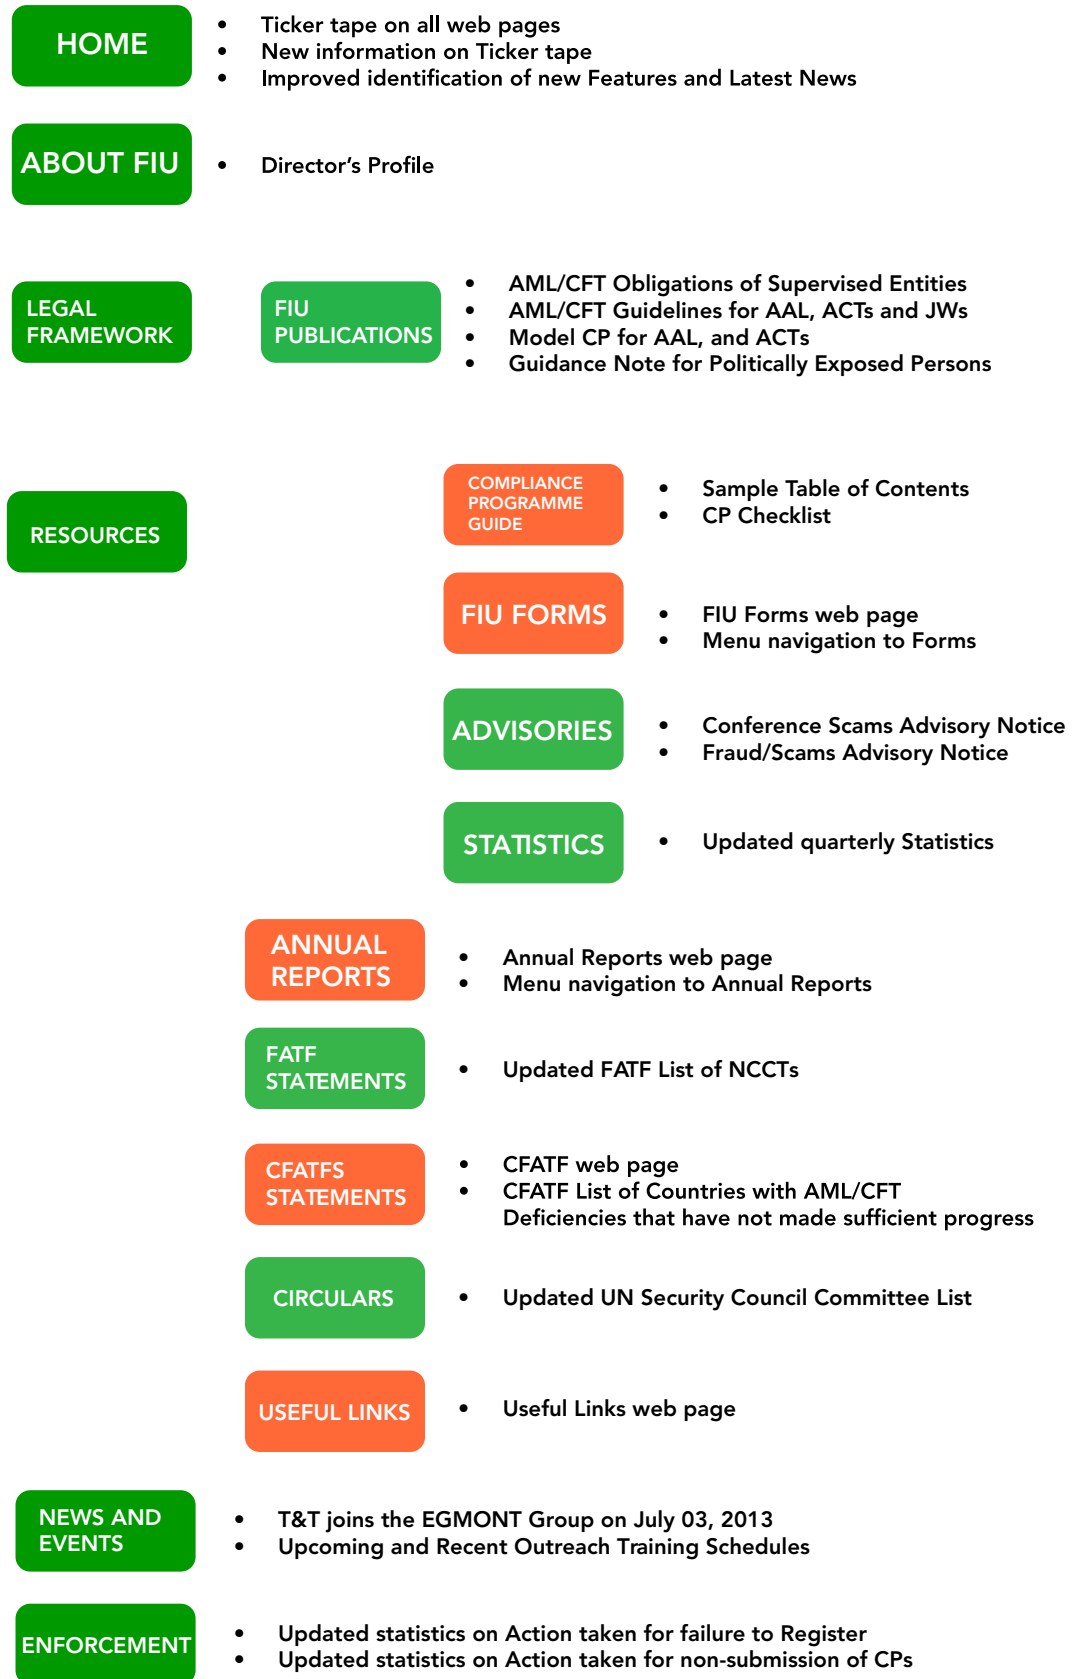 HOME
• Ticker tape on all web pages
• New information on Ticker tape
• Improved identification of new Features and Latest News
ABOUT FIU
• Director's Profile
LEGAL
FRAMEWORK
FIU
PUBLICATIONS
• AML/CFT Obligations of Supervised Entities
• AML/CFT Guidelines for AAL, ACTs and JWs
• Model CP for AAL, and ACTs
• Guidance Note for Politically Exposed Persons
RESOURCES
COMPLIANCE
PROGRAMME
GUIDE
• Sample Table of Contents
• CP Checklist
FIU FORMS
• FIU Forms web page
• Menu navigation to Forms
ADVISORIES
• Conference Scams Advisory Notice
• Fraud/Scams Advisory Notice
STATISTICS
• Updated quarterly Statistics
ANNUAL
REPORTS
• Annual Reports web page
• Menu navigation to Annual Reports
FATF
STATEMENTS
• Updated FATF List of NCCTs
CFATFS
STATEMENTS
• CFATF web page
• CFATF List of Countries with AML/CFT
Deficiencies that have not made sufficient progress
CIRCULARS
• Updated UN Security Council Committee List
USEFUL LINKS
• Useful Links web page
NEWS AND
EVENTS
• T&T joins the EGMONT Group on July 03, 2013
• Upcoming and Recent Outreach Training Schedules
ENFORCEMENT
• Updated statistics on Action taken for failure to Register
• Updated statistics on Action taken for non-submission of CPs